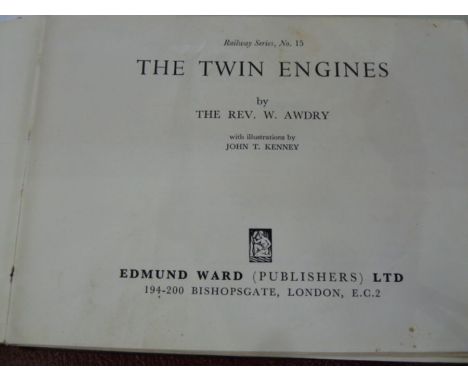 Railway Series, No. 15
THE TWIN ENGINES
by
THE REV. W. AWDRY
with illustrations by
JOHN T. KENNEY
EDMUND WARD (PUBLISHERS) LTD
194-200 BISHOPSGATE, LONDON, E.C.2